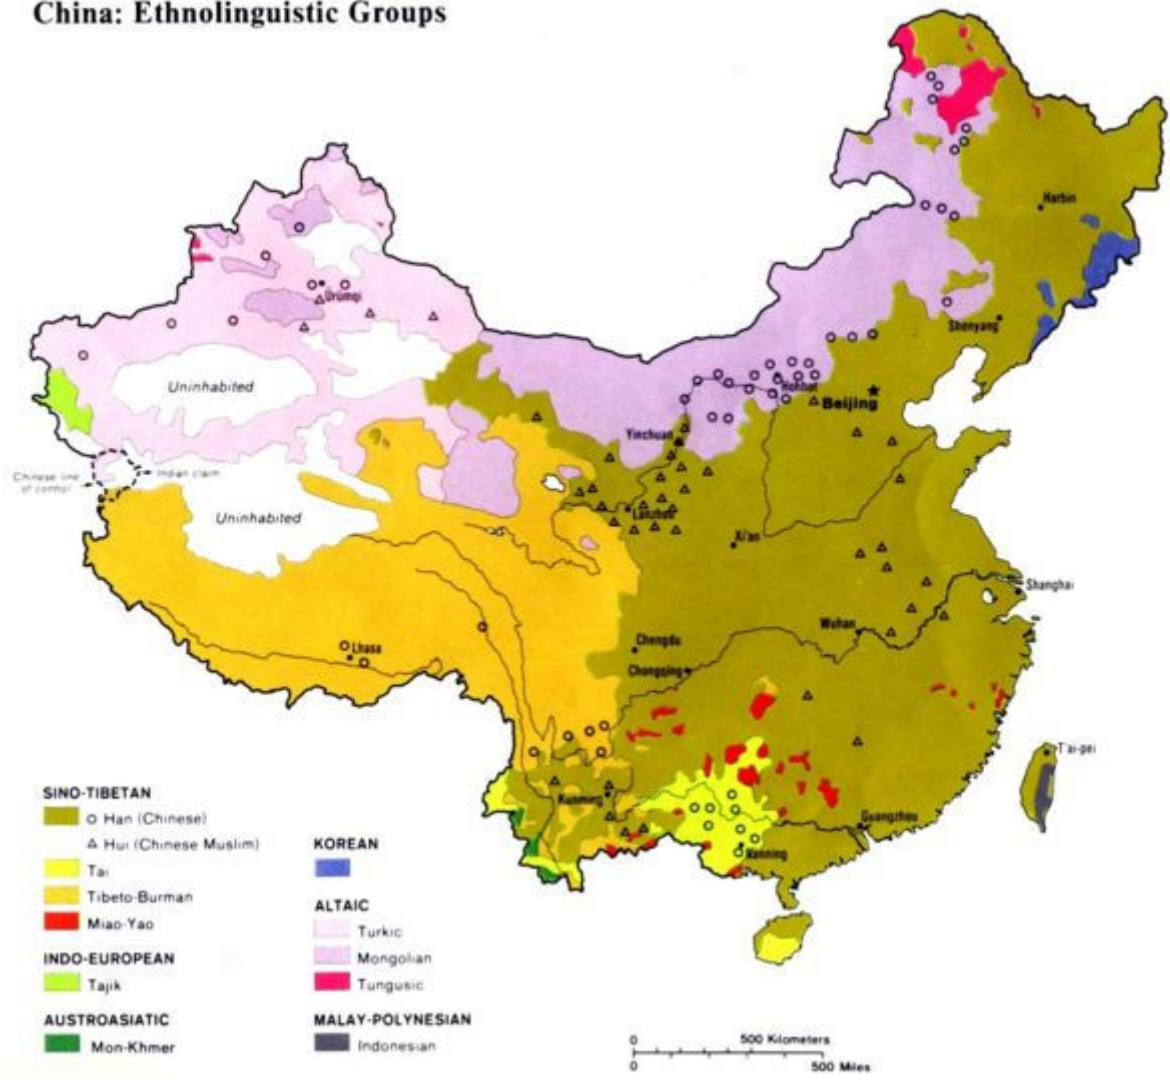 China: Ethnolinguistic Groups
Harbin
Ürümqi
Shenyang
Uninhabited
Hohhot
Beijing
Yinchuan
Chinese line
of control
Indian claim
Uninhabited
Lanzhou
Xi'an
Shanghai
Wuhan
Chengdu
Lhasa
Chongqing
T'ai-pei
Kunming
Guangzhou
Nanning
SINO-TIBETAN
Han (Chinese)
Hui (Chinese Muslim)
Tai
Tibeto-Burman
Miao-Yao
INDO-EUROPEAN
Tajik
AUSTROASIATIC
Mon-Khmer
KOREAN
ALTAIC
Turkic
Mongolian
Tungusic
MALAY-POLYNESIAN
Indonesian
0 500 Kilometers
0 500 Miles